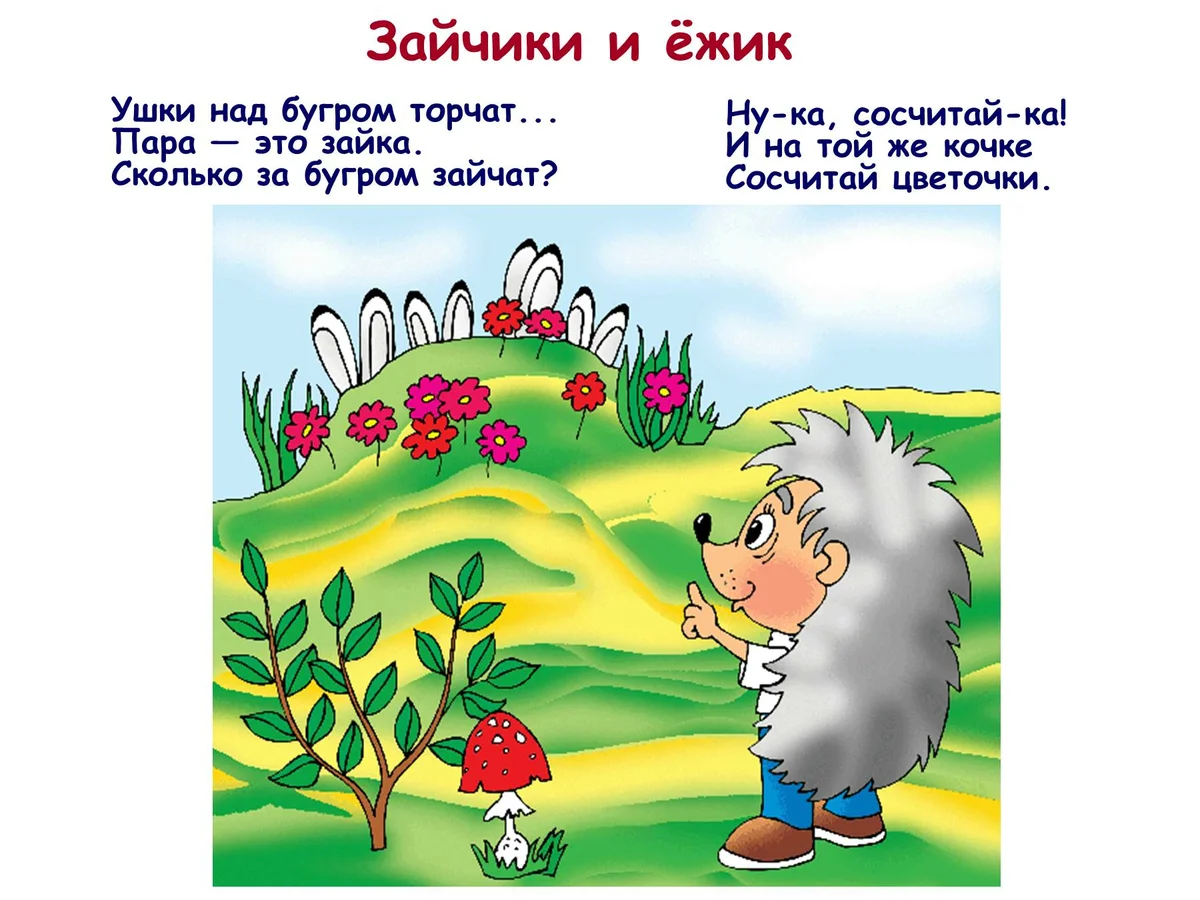 Зайчики и ёжик
Ушки над бугром торчат...
Пара — это зайка.
Сколько за бугром зайчат?
Ну-ка, сосчитай-ка!
И на той же кочке
Сосчитай цветочки.